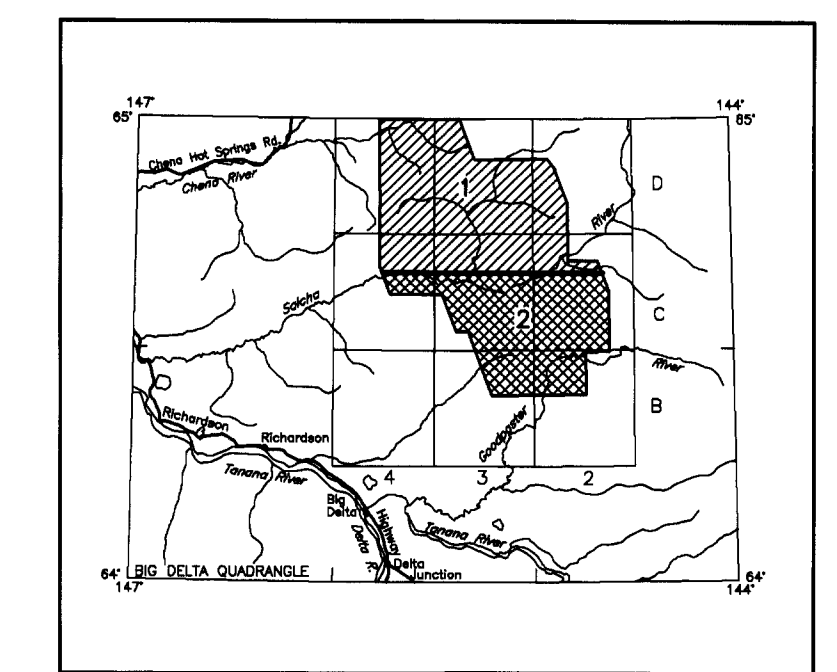 147°
144°
65°
85°
Chena Hot Springs Rd.
Chena River
1
D
River
Salcha
2
C
River
B
Richardson
Richardson
Goodpaster
Tanana River
4
3
2
Big
Delta
Highway
Delta R.
Tanana River
Delta
Junction
64°
BIG DELTA QUADRANGLE
64°
147°
144°